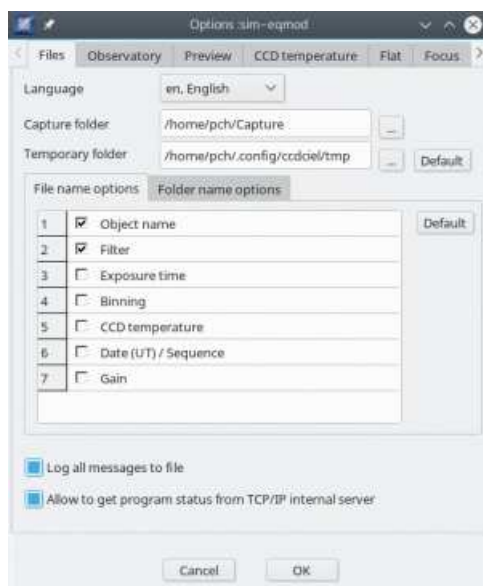 Options :sim-eqmod
Files Observatory Preview CCD temperature Flat Focus
Language en, English
Capture folder /home/pch/Capture ...
Temporary folder /home/pch/.config/ccdciel/tmp ... Default
File name options Folder name options
1 Object name Default
2 Filter
3 Exposure time
4 Binning
5 CCD temperature
6 Date (UT) / Sequence
7 Gain
Log all messages to file
Allow to get program status from TCP/IP internal server
Cancel OK